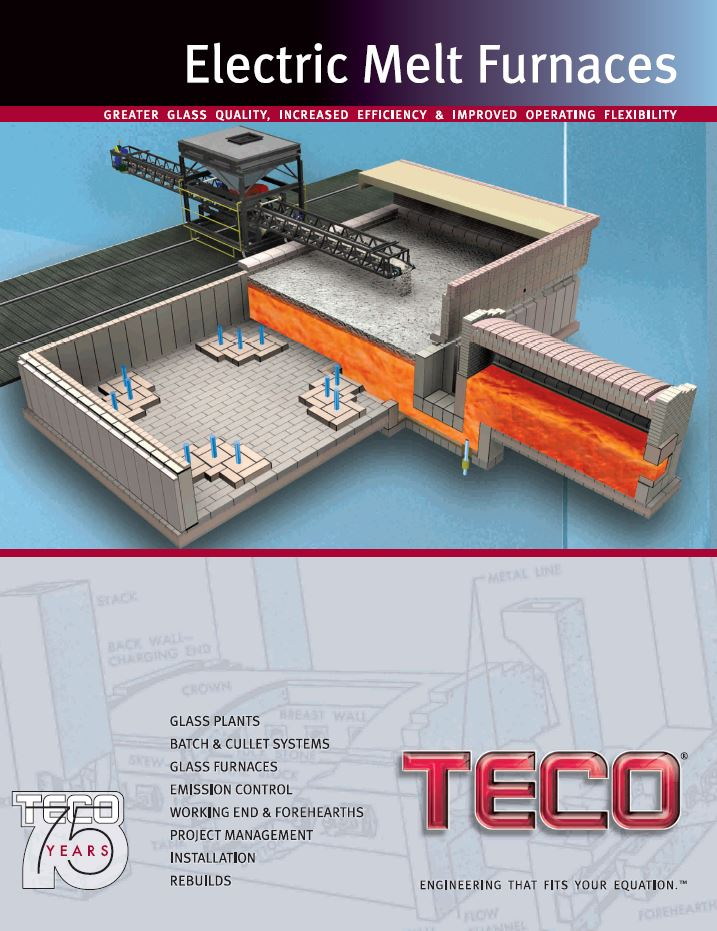 Electric Melt Furnaces
GREATER GLASS QUALITY, INCREASED EFFICIENCY & IMPROVED OPERATING FLEXIBILITY
METAL LINE
STACK
BACK WALL—
CHARGING END
CROWN
BREAST WALL
GLASS PLANTS
BATCH & CULLET SYSTEMS
GLASS FURNACES
EMISSION CONTROL
WORKING END & FOREHEARTHS
PROJECT MANAGEMENT
INSTALLATION
REBUILDS
TECO®
ENGINEERING THAT FITS YOUR EQUATION.™
TECO
75
YEARS
FLOW
CHANNEL
FOREHEARTH